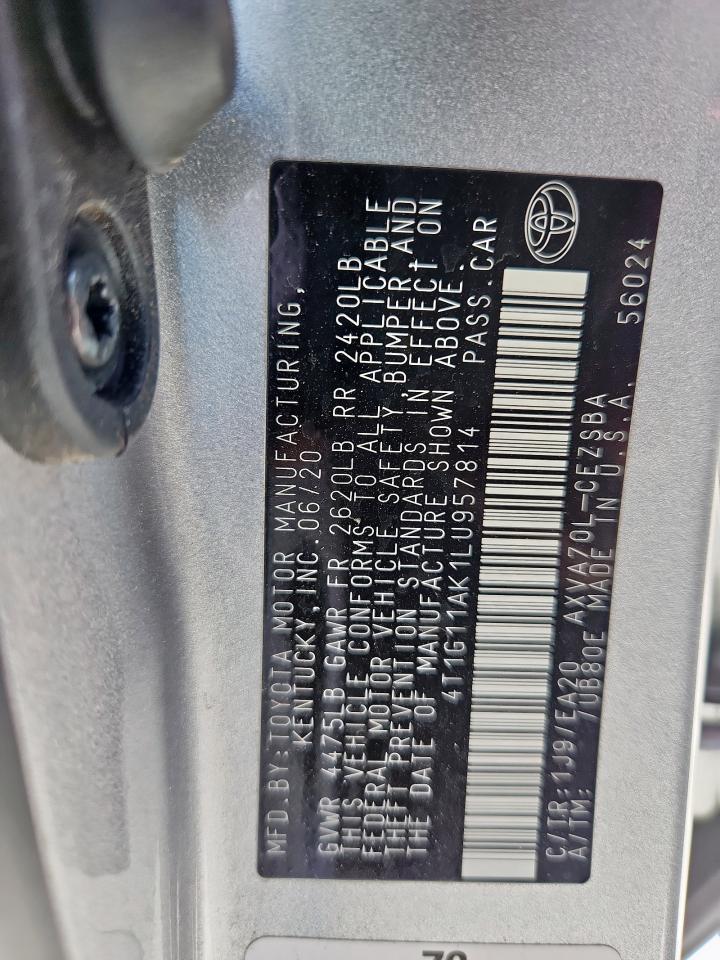 MFD.BY:TOYOTA MOTOR MANUFACTURING,
KENTUCKY,INC. 06/20
GVWR 4475LB GAWR FR 2620LB RR 2420LB
THIS VEHICLE CONFORMS TO ALL APPLICABLE
FEDERAL MOTOR VEHICLE SAFETY, BUMPER,AND
THEFT PREVENTION STANDARDS IN EFFECT ON
THE DATE OF MANUFACTURE SHOWN ABOVE.
4T1G11AK1LU957814 PASS.CAR
C/TR:1J9/EA20 AXVA70L-CEZSBA
A/TM: /UB80E MADE IN U.S.A. 56024